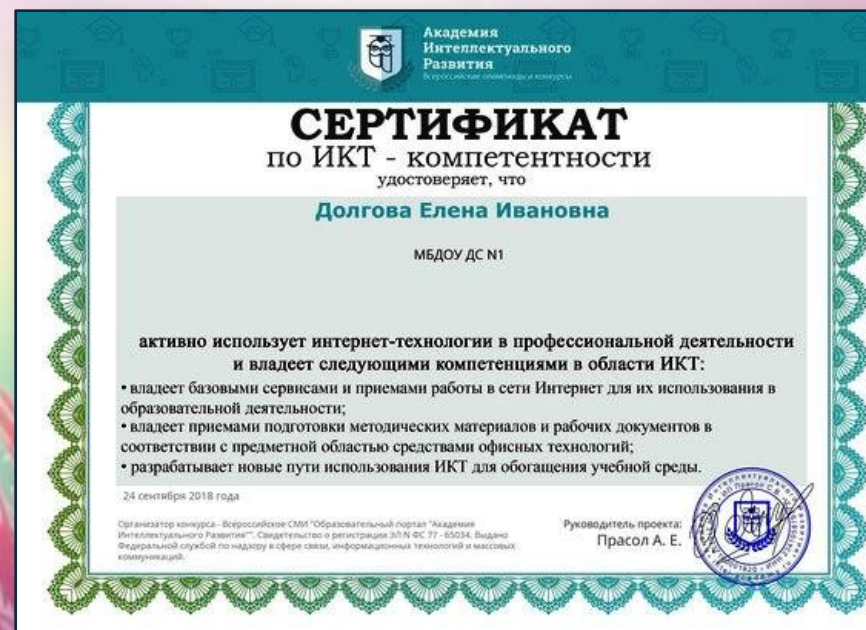 Академия
Интеллектуального
Развития
Всероссийские олимпиады и конкурсы
СЕРТИФИКАТ
по ИКТ - компетентности
удостоверяет, что
Долгова Елена Ивановна
МБДОУ ДС N1
активно использует интернет-технологии в профессиональной деятельности
и владеет следующими компетенциями в области ИКТ:
• владеет базовыми сервисами и приемами работы в сети Интернет для их использования в
образовательной деятельности;
• владеет приемами подготовки методических материалов и рабочих документов в
соответствии с предметной областью средствами офисных технологий;
• разрабатывает новые пути использования ИКТ для обогащения учебной среды.
24 сентября 2018 года
Организатор конкурса - Всероссийское СМИ "Образовательный портал "Академия
Интеллектуального Развития"". Свидетельство о регистрации ЭЛ N ФС 77 - 65034, Выдано
Федеральной службой по надзору в сфере связи, информационных технологий и массовых
коммуникаций.
Руководитель проекта:
Прасол А. Е.